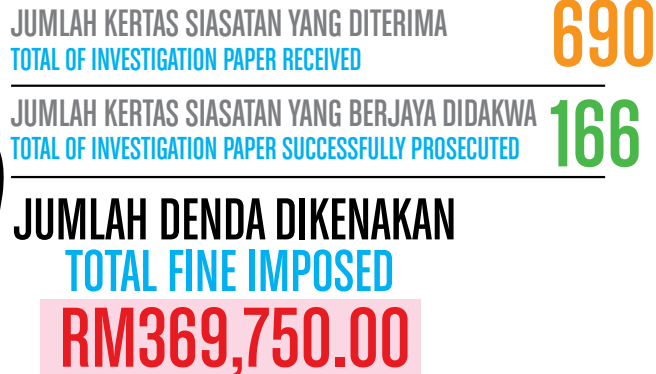 JUMLAH KERTAS SIASATAN YANG DITERIMA 690
TOTAL OF INVESTIGATION PAPER RECEIVED
JUMLAH KERTAS SIASATAN YANG BERJAYA DIDAKWA 166
TOTAL OF INVESTIGATION PAPER SUCCESSFULLY PROSECUTED
JUMLAH DENDA DIKENAKAN
TOTAL FINE IMPOSED
RM369,750.00